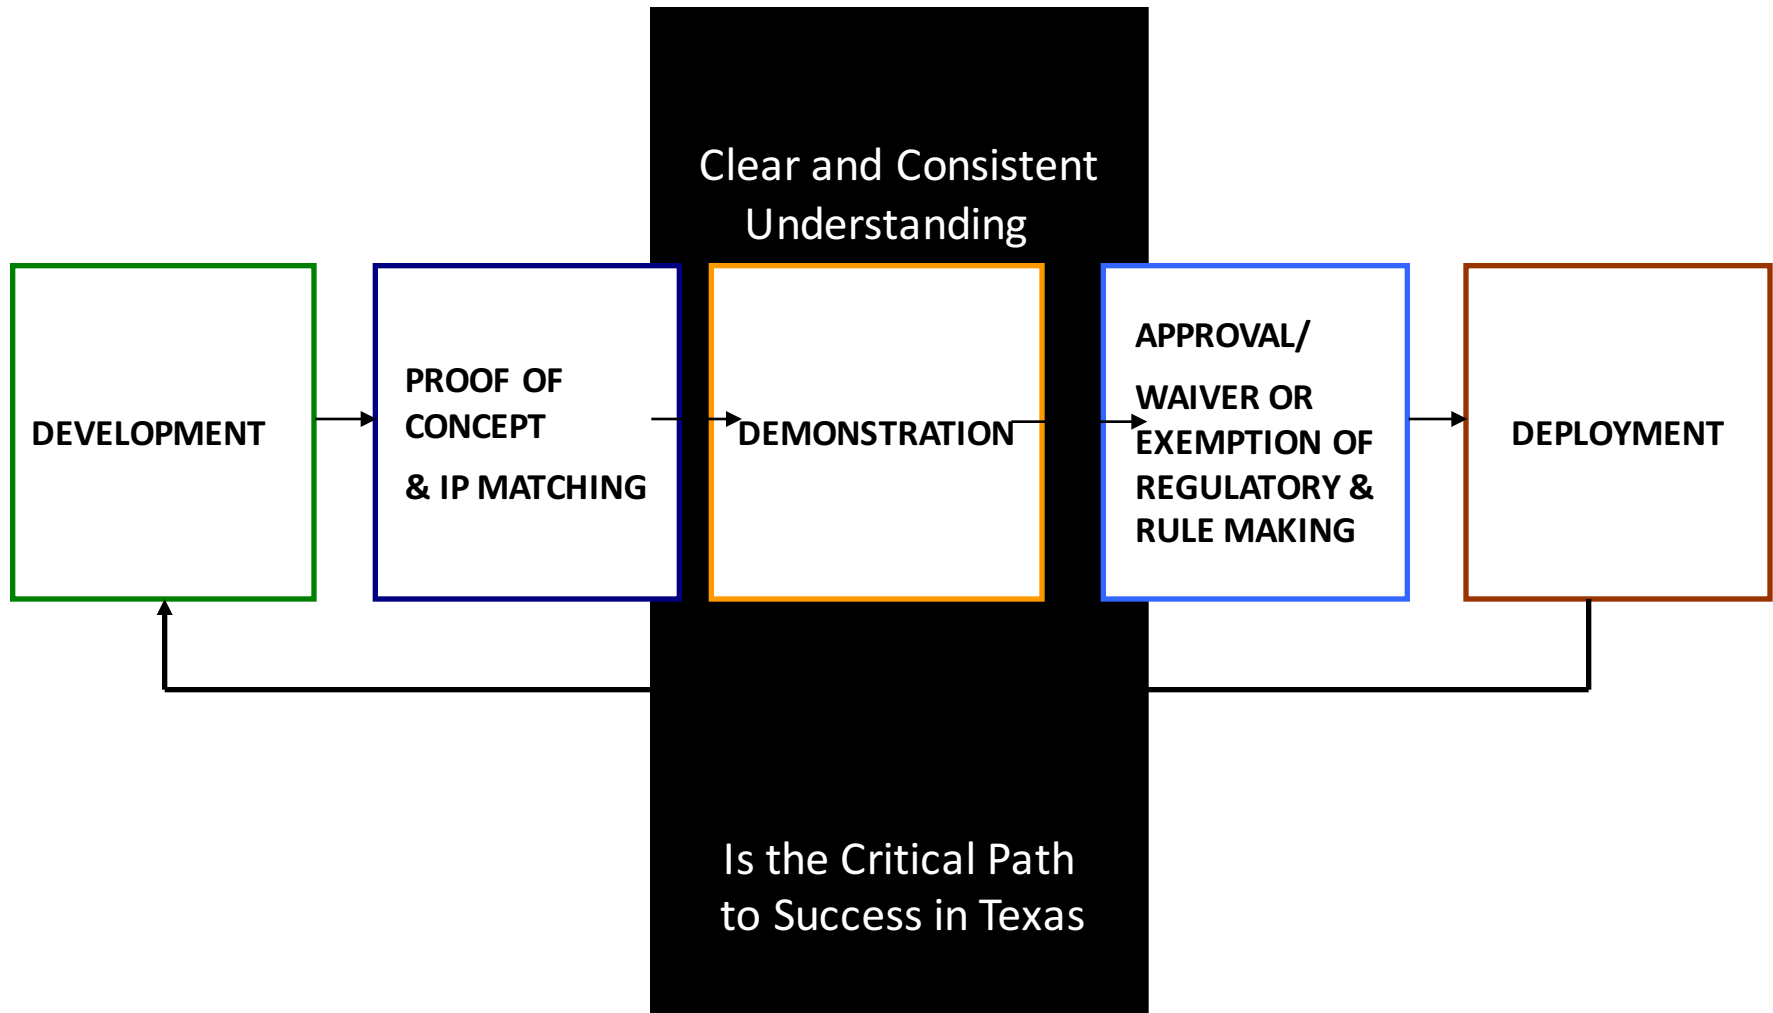 Clear and Consistent
Understanding
DEVELOPMENT
PROOF OF
CONCEPT
& IP MATCHING
DEMONSTRATION
APPROVAL/
WAIVER OR
EXEMPTION OF
REGULATORY &
RULE MAKING
DEPLOYMENT
Is the Critical Path
to Success in Texas